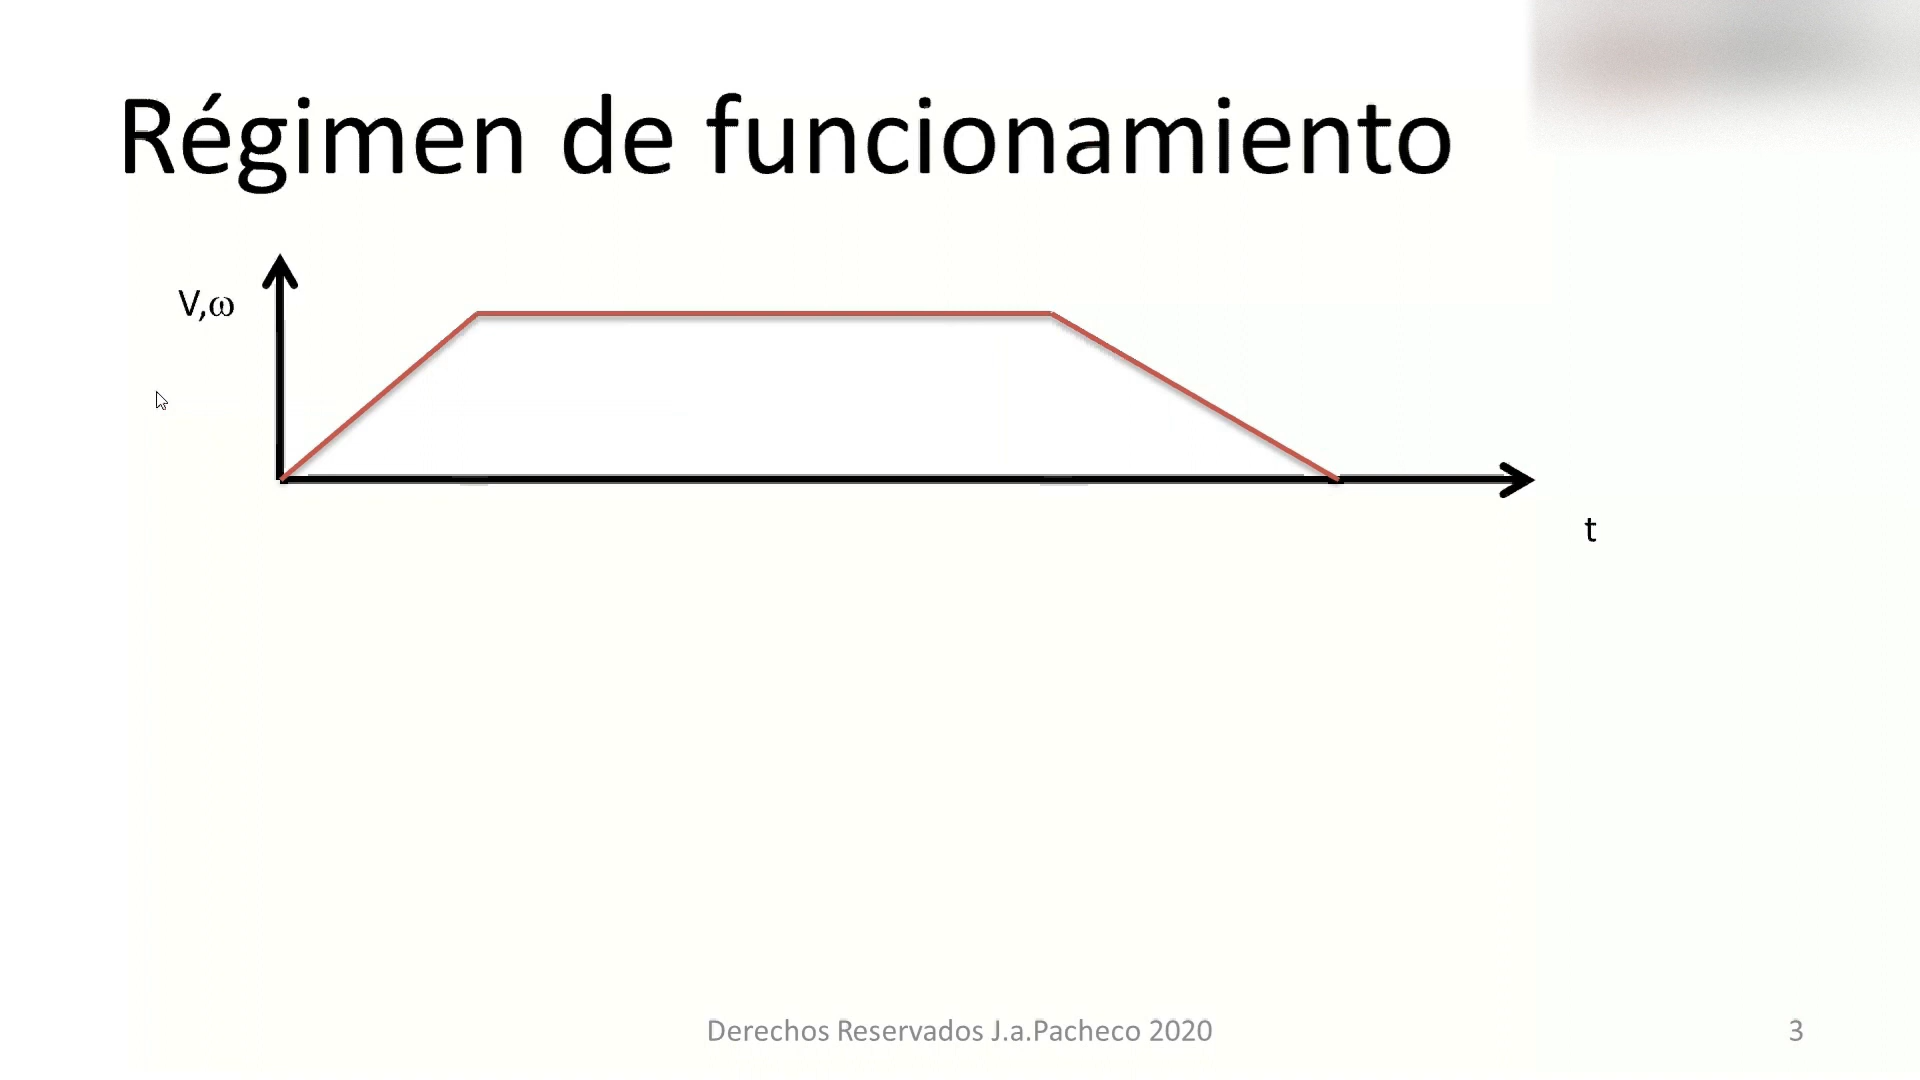 Régimen de funcionamiento
V,ω
t
Derechos Reservados J.a.Pacheco 2020
3